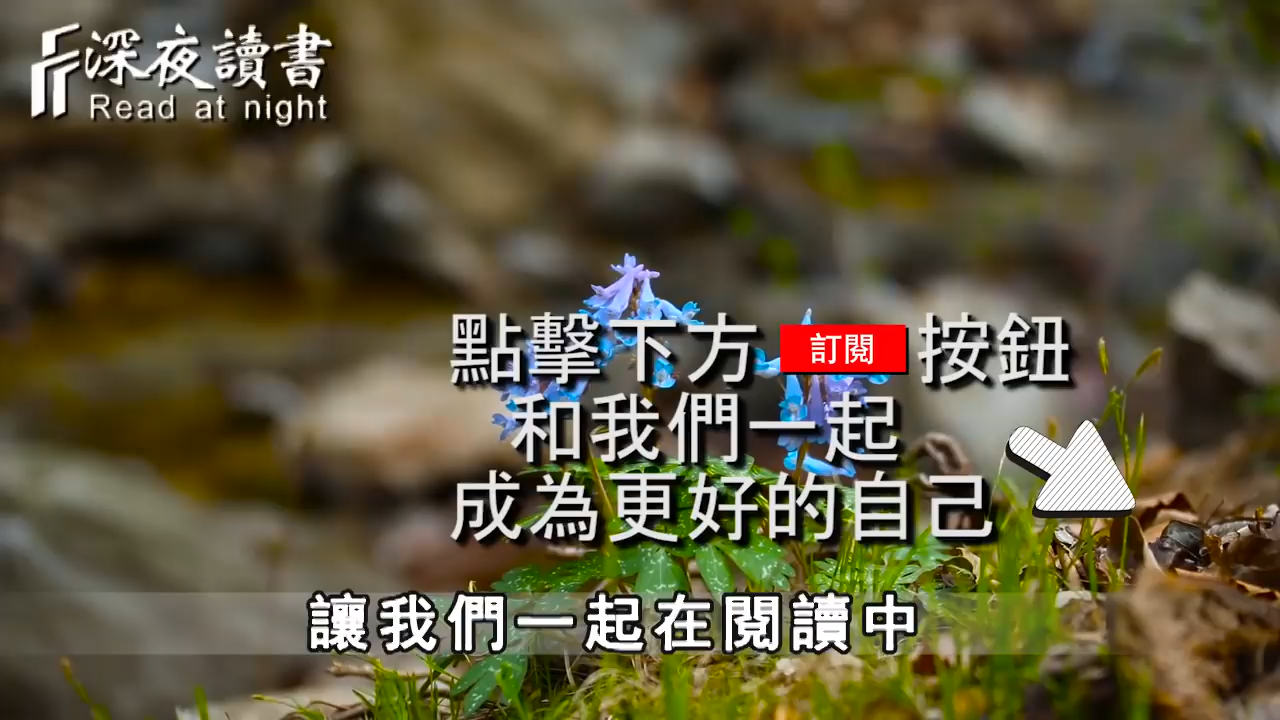 深夜讀書
Read at night
點擊下方 訂閱 按鈕
和我們一起
成為更好的自己
讓我們一起在閱讀中